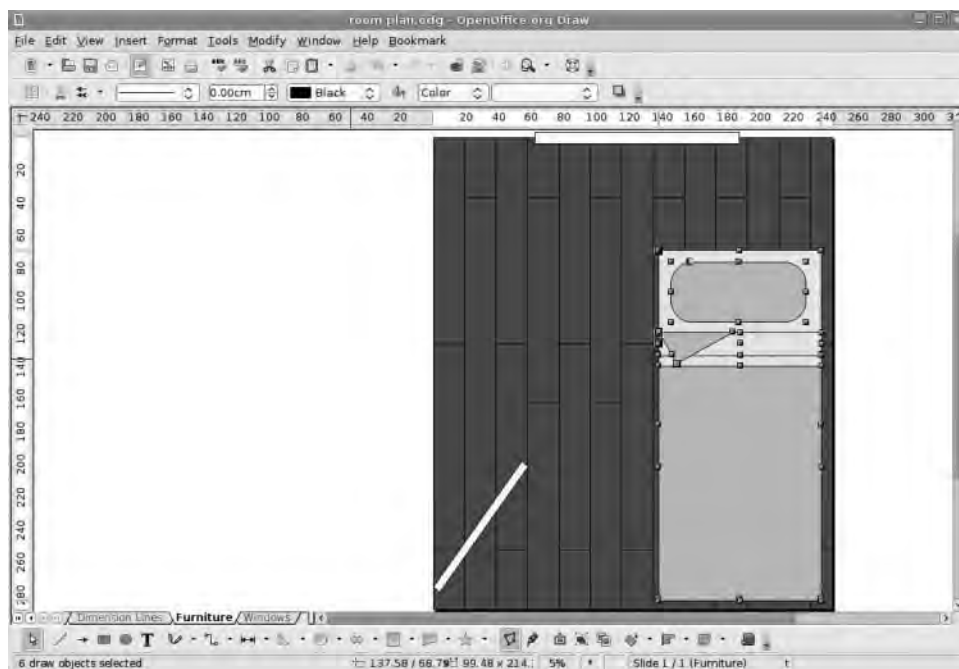 room plan.odg - OpenOffice.org Draw
File Edit View Insert Format Tools Modify Window Help Bookmark
0.00cm Black Color
240 220 200 180 160 140 120 100 80 60 40 20 20 40 60 80 100 120 140 160 180 200 220 240 260 280 300
20
40
60
80
100
120
140
160
180
200
220
240
260
280
Dimension Lines Furniture Windows
T
6 draw objects selected 137.58 / 68.79 99.48 x 214. 5% * Slide 1 / 1 (Furniture)